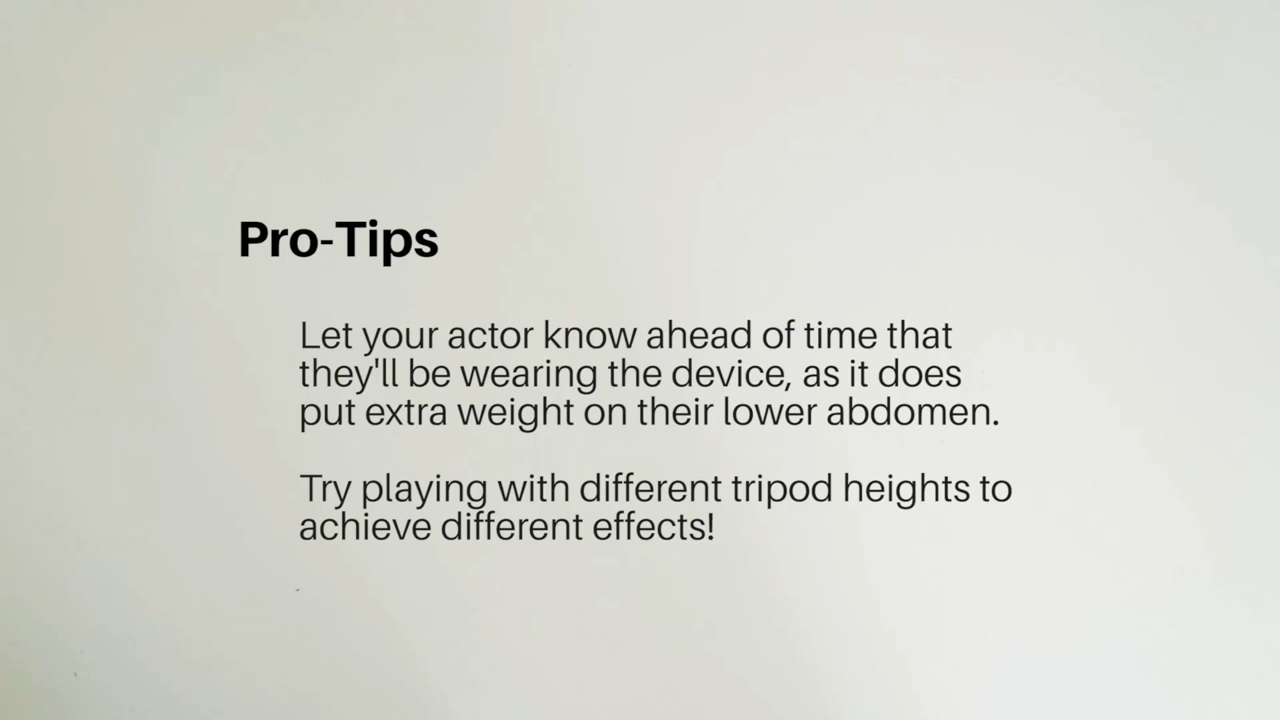 Pro-Tips
Let your actor know ahead of time that
they'll be wearing the device, as it does
put extra weight on their lower abdomen.
Try playing with different tripod heights to
achieve different effects!